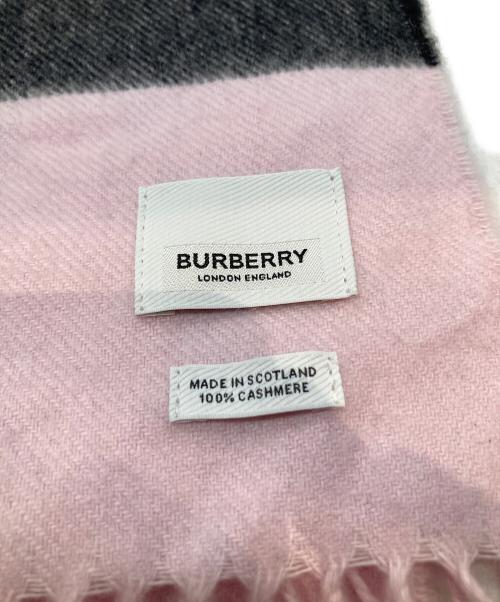 BURBERRY
LONDON ENGLAND
MADE IN SCOTLAND
100% CASHMERE